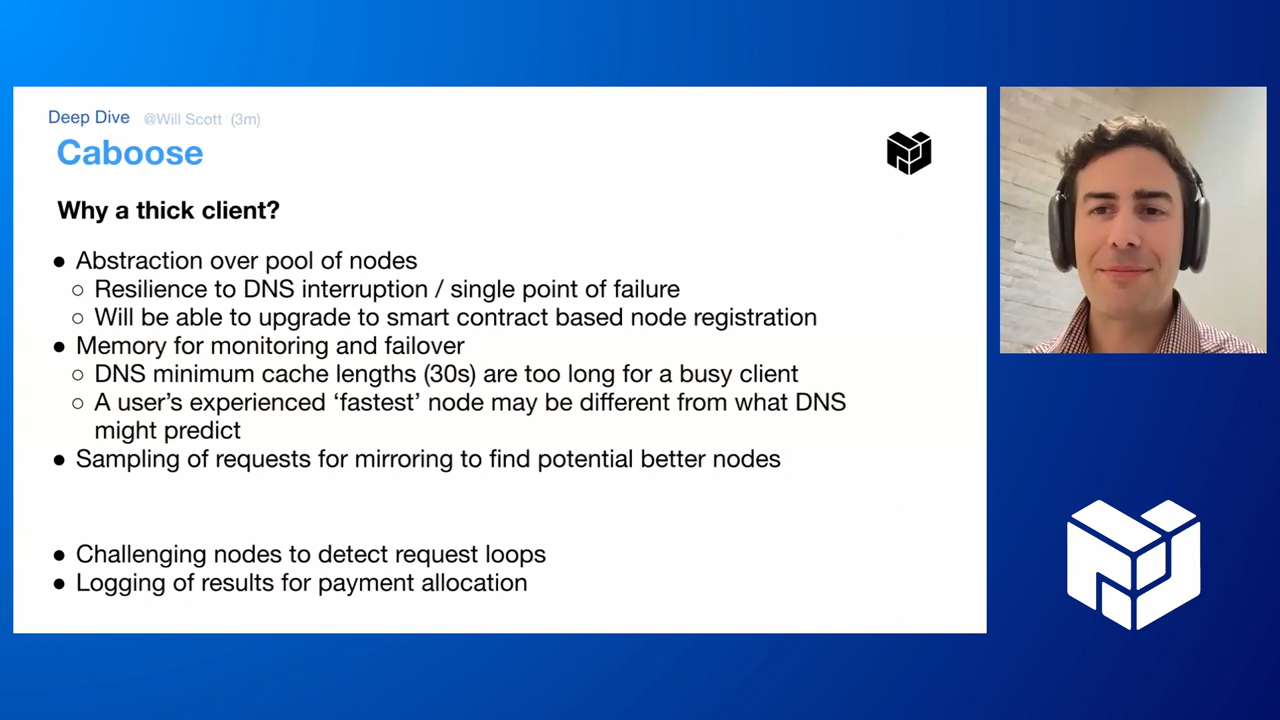 Deep Dive @Will Scott (3m)
Caboose
Why a thick client?
● Abstraction over pool of nodes
○ Resilience to DNS interruption / single point of failure
○ Will be able to upgrade to smart contract based node registration
● Memory for monitoring and failover
○ DNS minimum cache lengths (30s) are too long for a busy client
○ A user’s experienced ‘fastest’ node may be different from what DNS
might predict
● Sampling of requests for mirroring to find potential better nodes
● Challenging nodes to detect request loops
● Logging of results for payment allocation